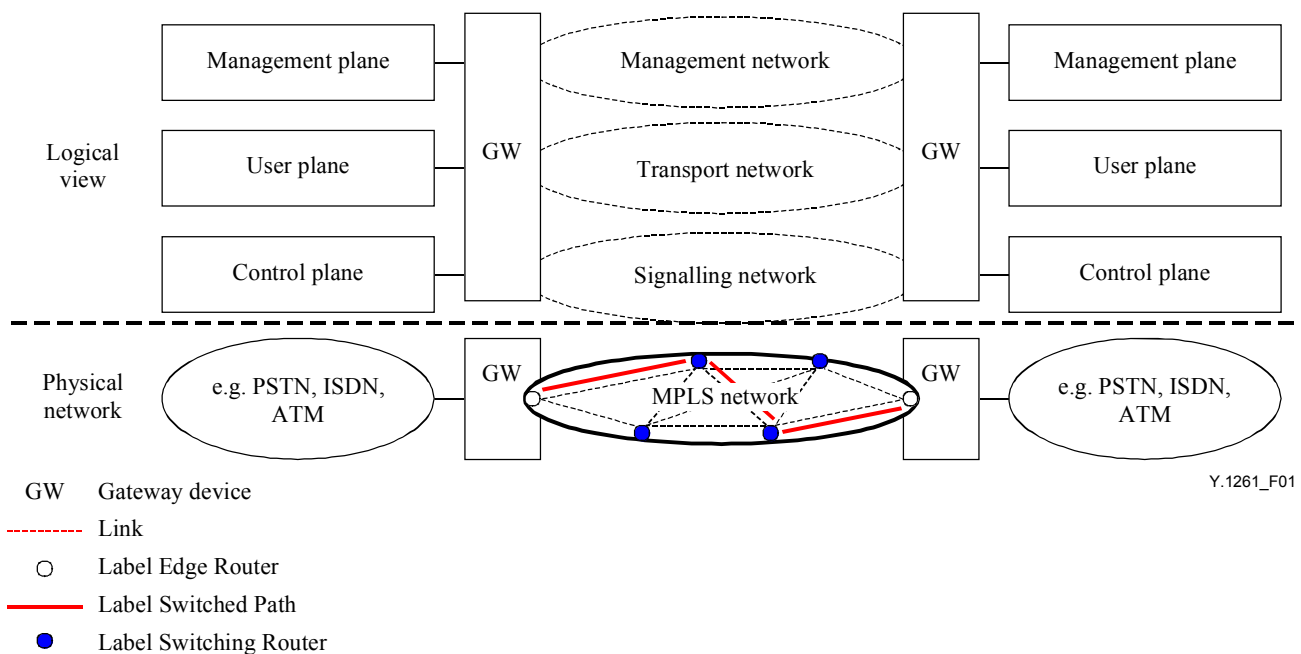 Management plane
Management network
Management plane
Logical
view
User plane
GW
Transport network
GW
User plane
Control plane
Signalling network
Control plane
Physical
network
e.g. PSTN, ISDN,
ATM
GW
MPLS network
GW
e.g. PSTN, ISDN,
ATM
Y.1261_F01
GW Gateway device
Link
Label Edge Router
Label Switched Path
Label Switching Router